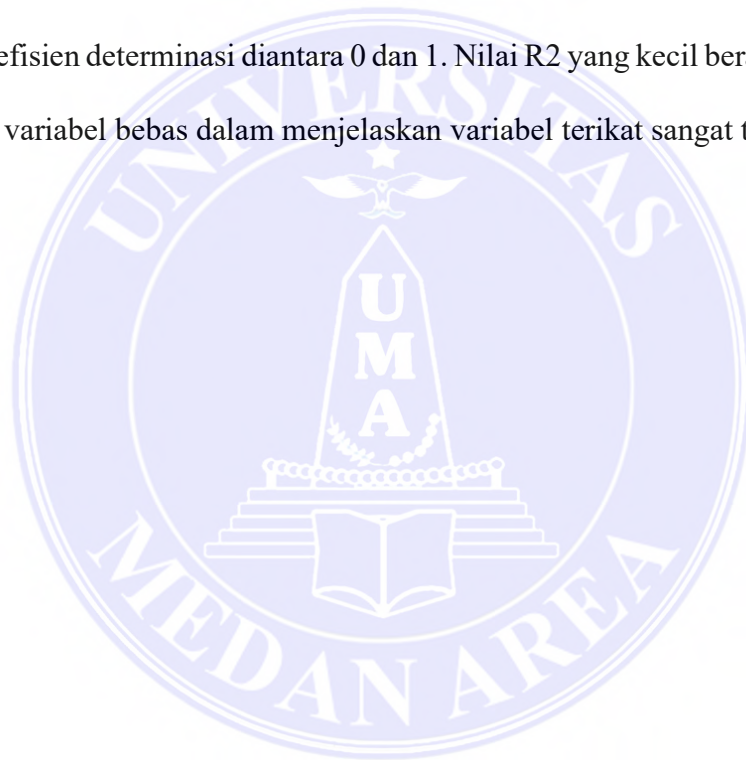 efisien determinasi diantara 0 dan 1. Nilai R2 yang kecil ber
variabel bebas dalam menjelaskan variabel terikat sangat t
UNIVERSITAS
U
M
A
MEDAN AREA